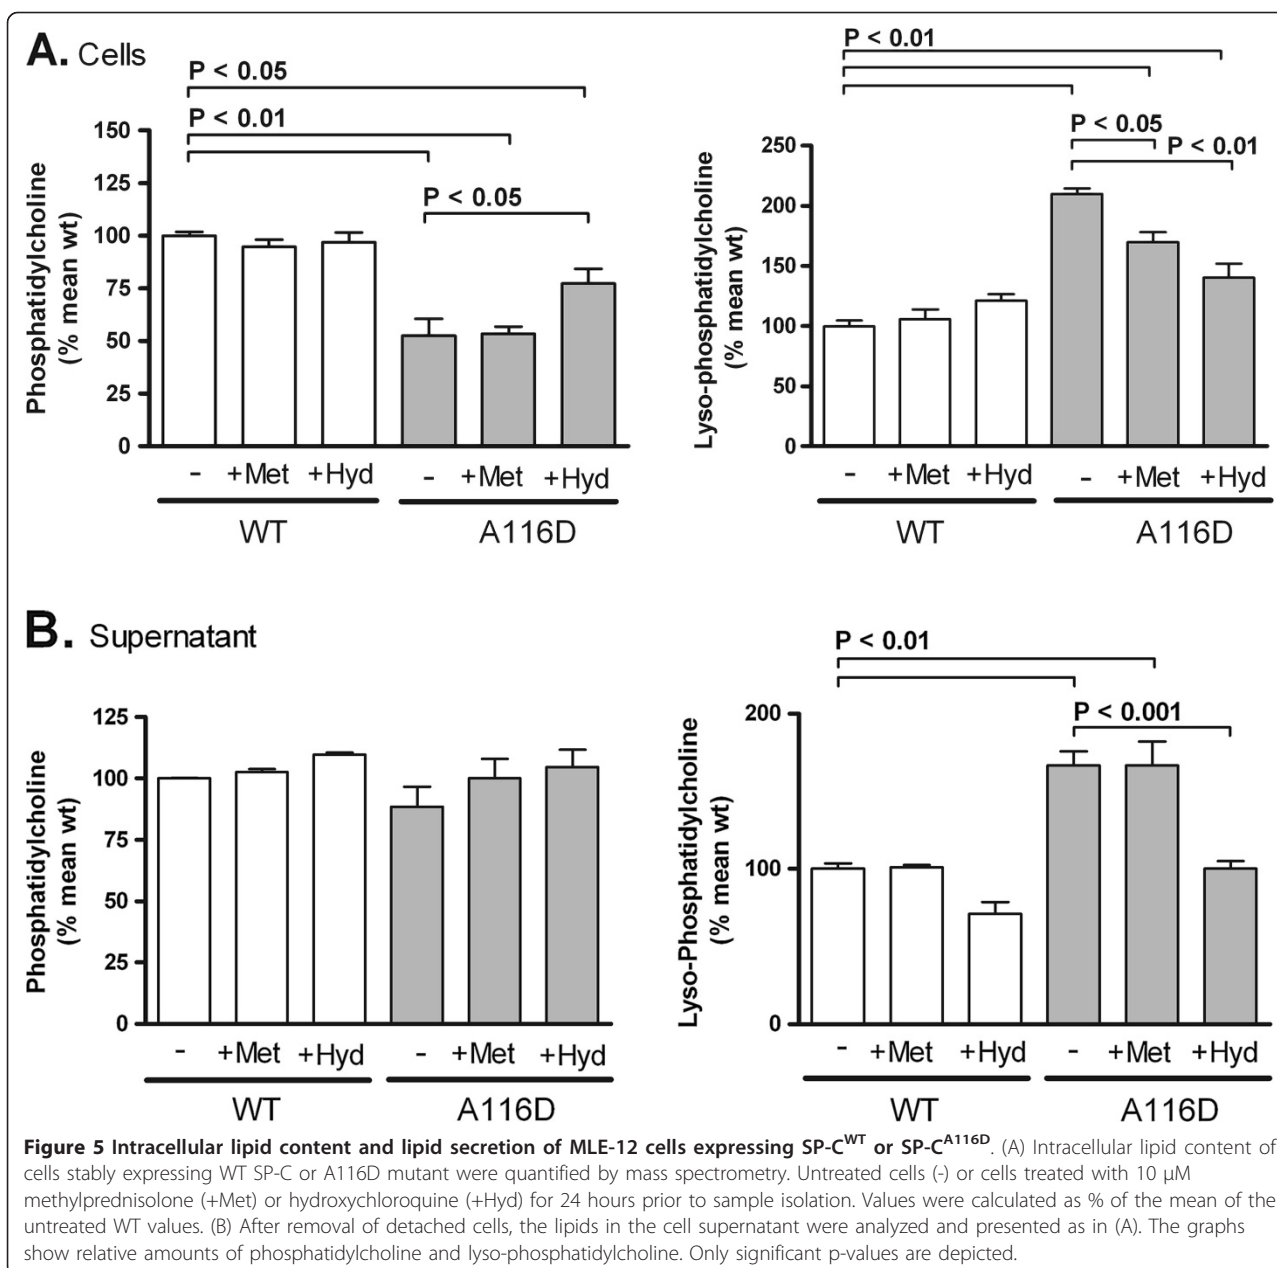 A. Cells
P < 0.05
P < 0.01
P < 0.05
Phosphatidylcholine
(% mean wt)
150
125
100
75
50
25
0
- +Met +Hyd - +Met +Hyd
WT A116D
P < 0.01
P < 0.05
P < 0.01
Lyso-phosphatidylcholine
(% mean wt)
250
200
150
100
50
0
- +Met +Hyd - +Met +Hyd
WT A116D
B. Supernatant
Phosphatidylcholine
(% mean wt)
125
100
75
50
25
0
- +Met +Hyd - +Met +Hyd
WT A116D
P < 0.01
P < 0.001
Lyso-Phosphatidylcholine
(% mean wt)
200
100
0
- +Met +Hyd - +Met +Hyd
WT A116D
Figure 5 Intracellular lipid content and lipid secretion of MLE-12 cells expressing SP-C^WT or SP-C^A116D. (A) Intracellular lipid content of
cells stably expressing WT SP-C or A116D mutant were quantified by mass spectrometry. Untreated cells (-) or cells treated with 10 μM
methylprednisolone (+Met) or hydroxychloroquine (+Hyd) for 24 hours prior to sample isolation. Values were calculated as % of the mean of the
untreated WT values. (B) After removal of detached cells, the lipids in the cell supernatant were analyzed and presented as in (A). The graphs
show relative amounts of phosphatidylcholine and lyso-phosphatidylcholine. Only significant p-values are depicted.